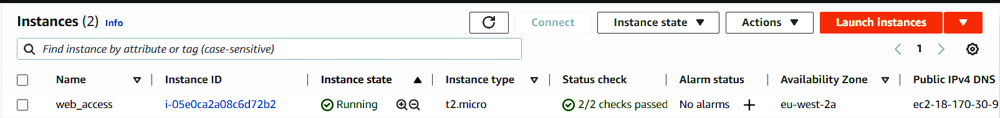 Instances (2) Info Connect Instance state Actions Launch instances
Find instance by attribute or tag (case-sensitive) 1
Name Instance ID Instance state Instance type Status check Alarm status Availability Zone Public IPv4 DNS
web_access i-05e0ca2a08c6d72b2 Running t2.micro 2/2 checks passed No alarms + eu-west-2a ec2-18-170-30-9